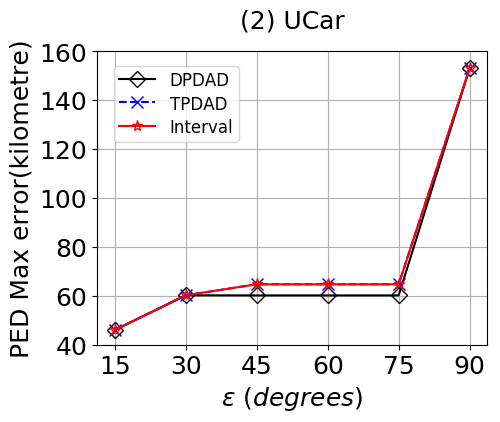 (2) UCar
PED Max error(kilometre)
160
140
120
100
80
60
40
DPDAD
TPDAD
Interval
15 30 45 60 75 90
ε (degrees)